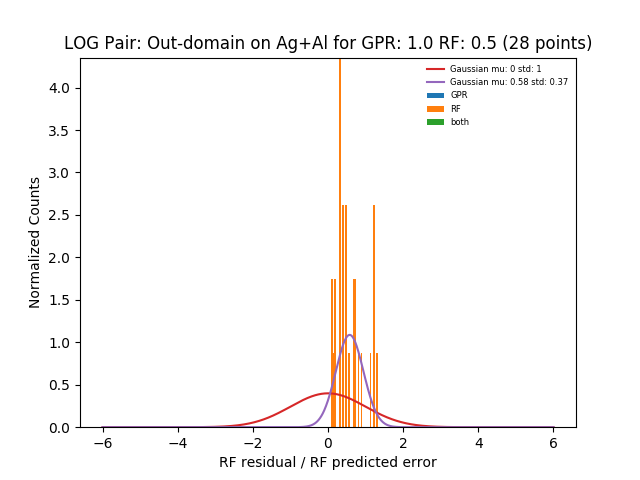 LOG Pair: Out-domain on Ag+Al for GPR: 1.0 RF: 0.5 (28 points)
Gaussian mu: 0 std: 1
Gaussian mu: 0.58 std: 0.37
GPR
RF
both
4.0
3.5
3.0
2.5
2.0
1.5
1.0
0.5
0.0
Normalized Counts
−6
−4
−2
0
2
4
6
RF residual / RF predicted error